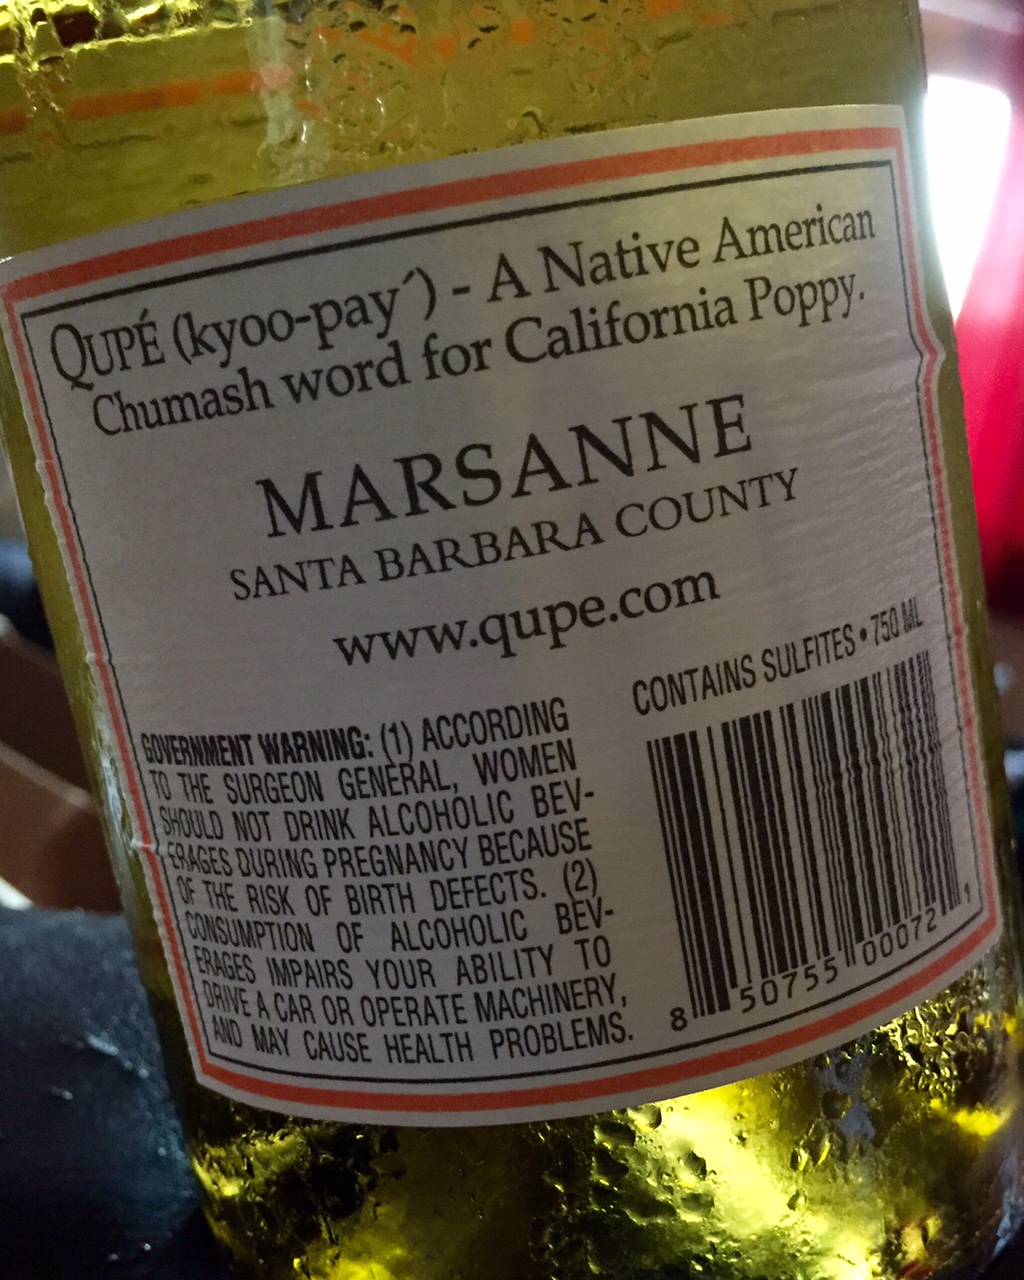 QUPÉ (kyoo-pay´) - A Native American
Chumash word for California Poppy.
MARSANNE
SANTA BARBARA COUNTY
www.qupe.com
CONTAINS SULFITES • 750 ML
GOVERNMENT WARNING: (1) ACCORDING
TO THE SURGEON GENERAL, WOMEN
SHOULD NOT DRINK ALCOHOLIC BEV-
ERAGES DURING PREGNANCY BECAUSE
OF THE RISK OF BIRTH DEFECTS. (2)
CONSUMPTION OF ALCOHOLIC BEV-
ERAGES IMPAIRS YOUR ABILITY TO
DRIVE A CAR OR OPERATE MACHINERY,
AND MAY CAUSE HEALTH PROBLEMS.
8 50755 00072 1